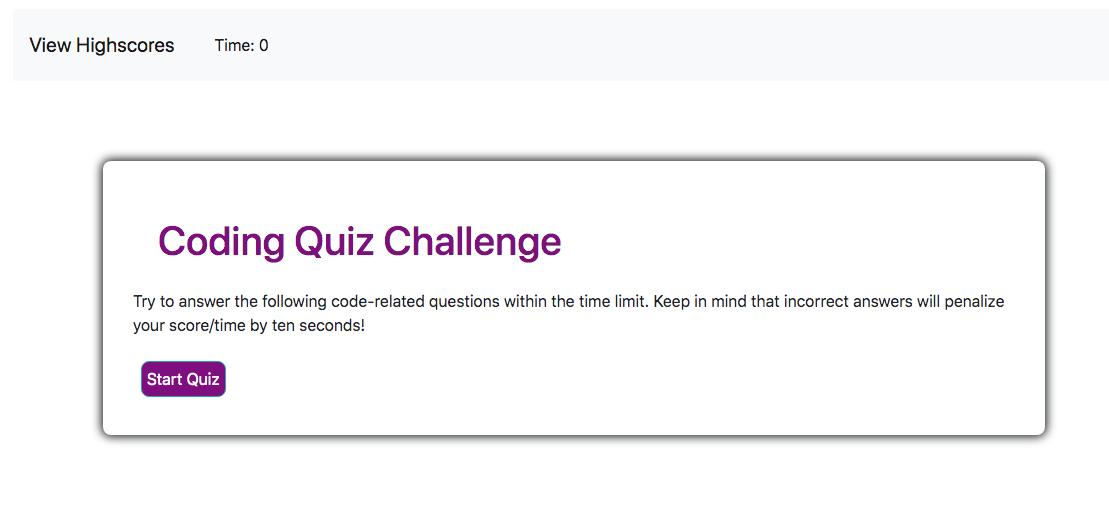 View Highscores Time: 0
Coding Quiz Challenge
Try to answer the following code-related questions within the time limit. Keep in mind that incorrect answers will penalize
your score/time by ten seconds!
Start Quiz